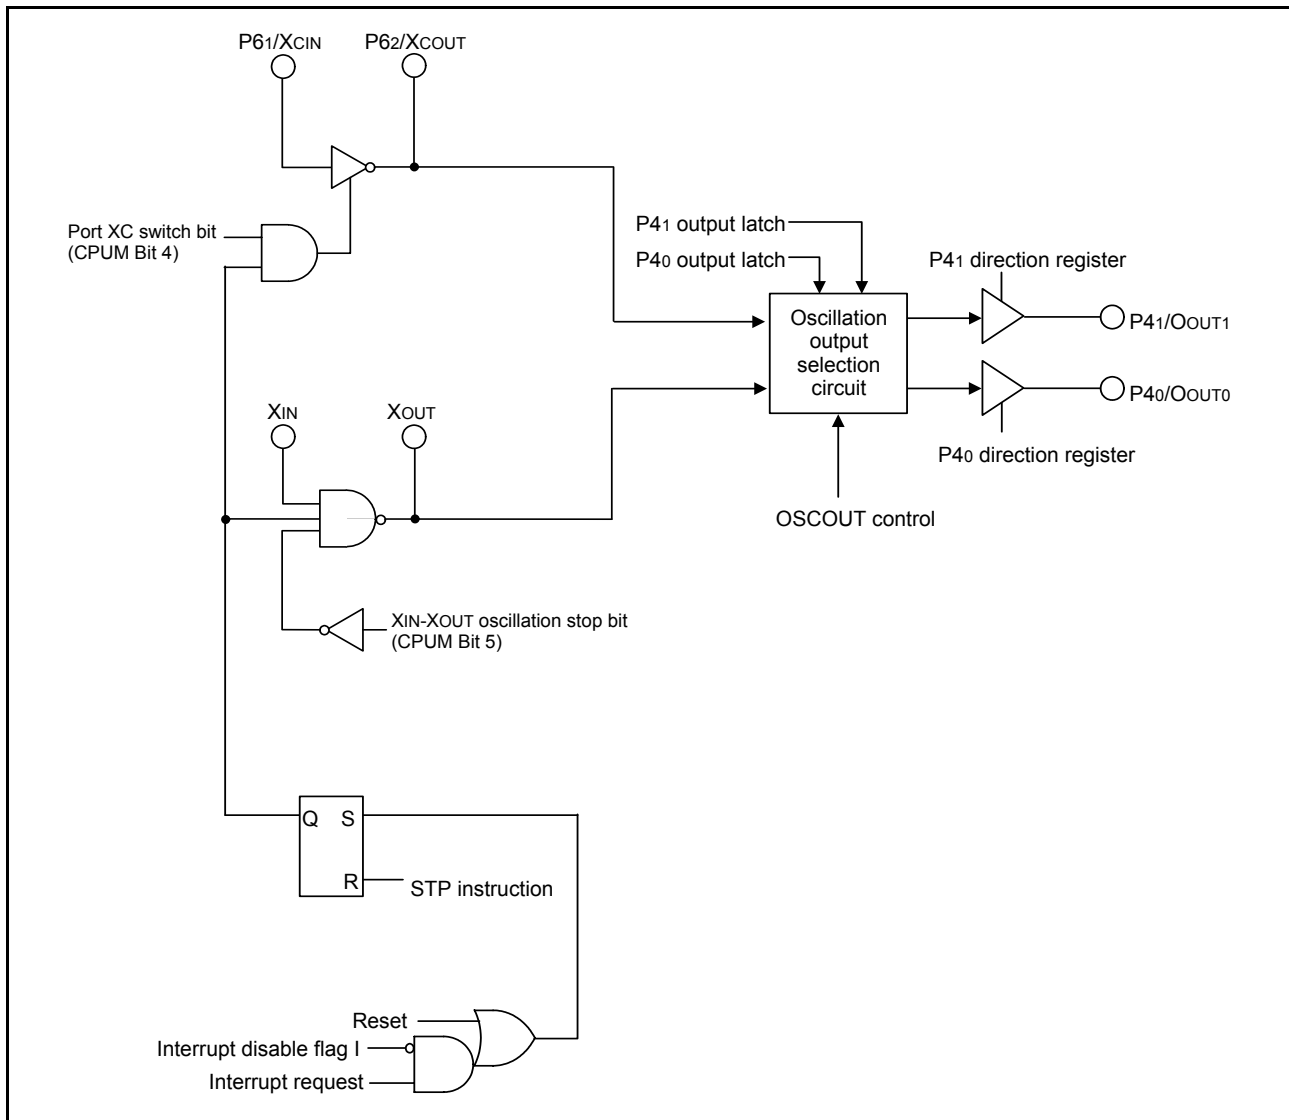 P61/XCIN
P62/XCOUT
Port XC switch bit
(CPUM Bit 4)
P41 output latch
P40 output latch
P41 direction register
Oscillation
output
selection
circuit
P41/OOUT1
P40/OOUT0
P40 direction register
OSCOUT control
XIN
XOUT
XIN-XOUT oscillation stop bit
(CPUM Bit 5)
Q
S
R
STP instruction
Reset
Interrupt disable flag I
Interrupt request